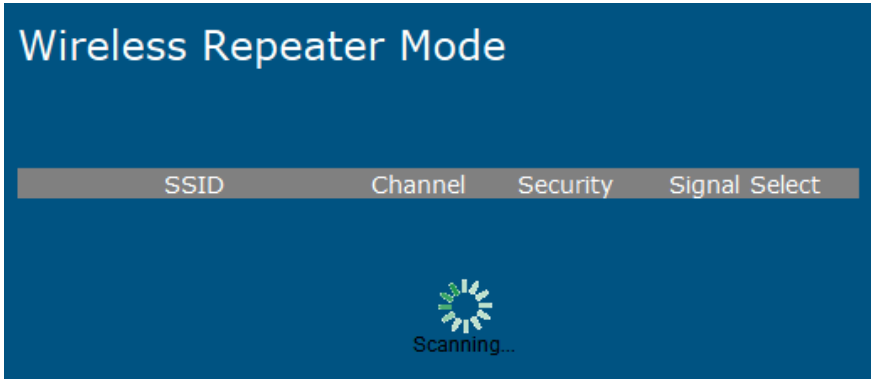 Wireless Repeater Mode
SSID Channel Security Signal Select
Scanning...